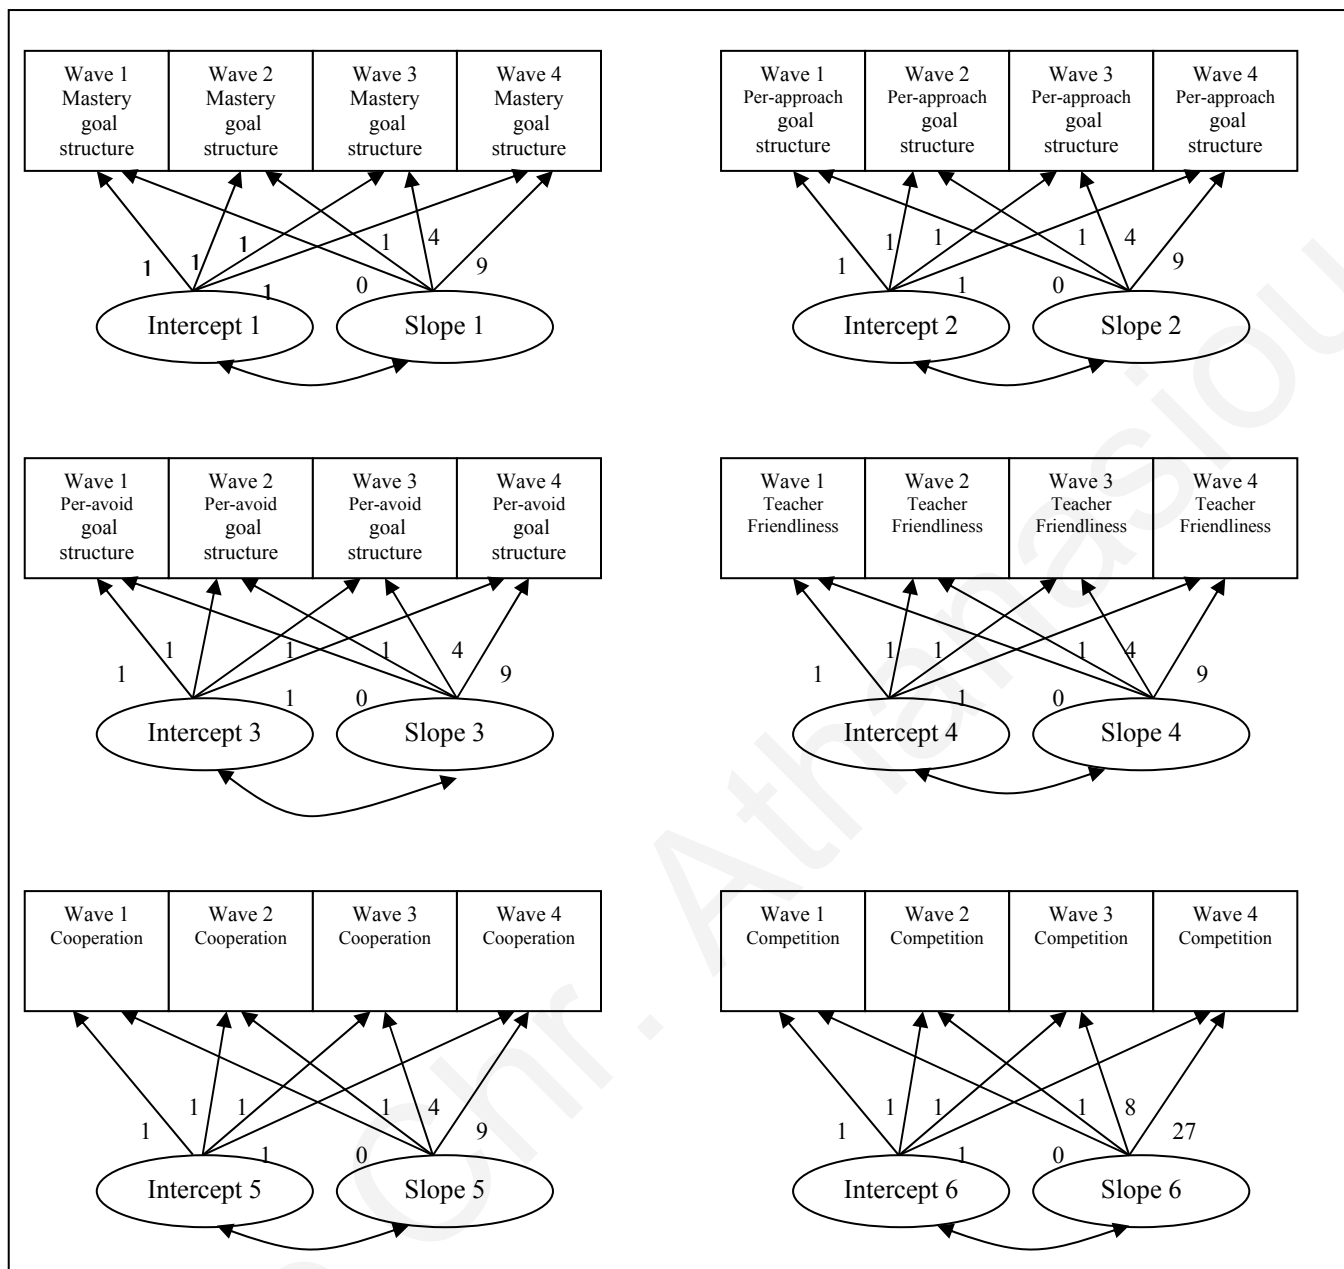 Wave 1 Wave 2 Wave 3 Wave 4
Mastery Mastery Mastery Mastery
goal goal goal goal
structure structure structure structure
1 1 1 1 0 1 4 9
Intercept 1 Slope 1
Wave 1 Wave 2 Wave 3 Wave 4
Per-approach Per-approach Per-approach Per-approach
goal goal goal goal
structure structure structure structure
1 1 1 1 0 1 4 9
Intercept 2 Slope 2
Wave 1 Wave 2 Wave 3 Wave 4
Per-avoid Per-avoid Per-avoid Per-avoid
goal goal goal goal
structure structure structure structure
1 1 1 1 0 1 4 9
Intercept 3 Slope 3
Wave 1 Wave 2 Wave 3 Wave 4
Teacher Teacher Teacher Teacher
Friendliness Friendliness Friendliness Friendliness
1 1 1 1 0 1 4 9
Intercept 4 Slope 4
Wave 1 Wave 2 Wave 3 Wave 4
Cooperation Cooperation Cooperation Cooperation
1 1 1 1 0 1 4 9
Intercept 5 Slope 5
Wave 1 Wave 2 Wave 3 Wave 4
Competition Competition Competition Competition
1 1 1 1 0 1 8 27
Intercept 6 Slope 6
Chr. Athanasiou